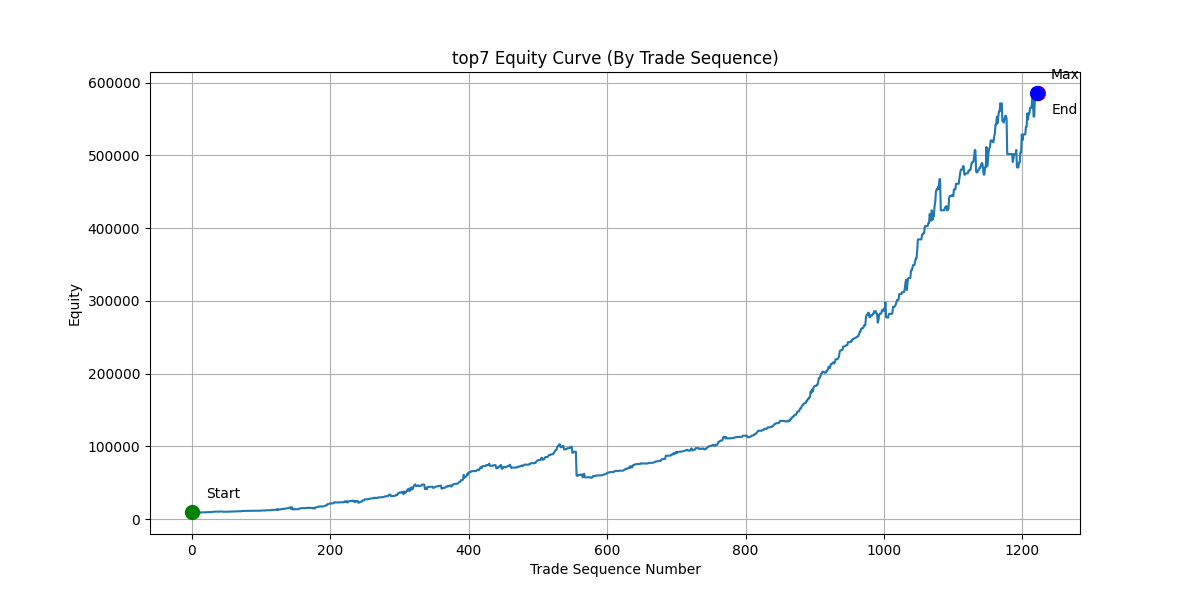 top7 Equity Curve (By Trade Sequence)
Max
600000
End
500000
400000
Equity
300000
200000
100000
Start
0
0 200 400 600 800 1000 1200
Trade Sequence Number